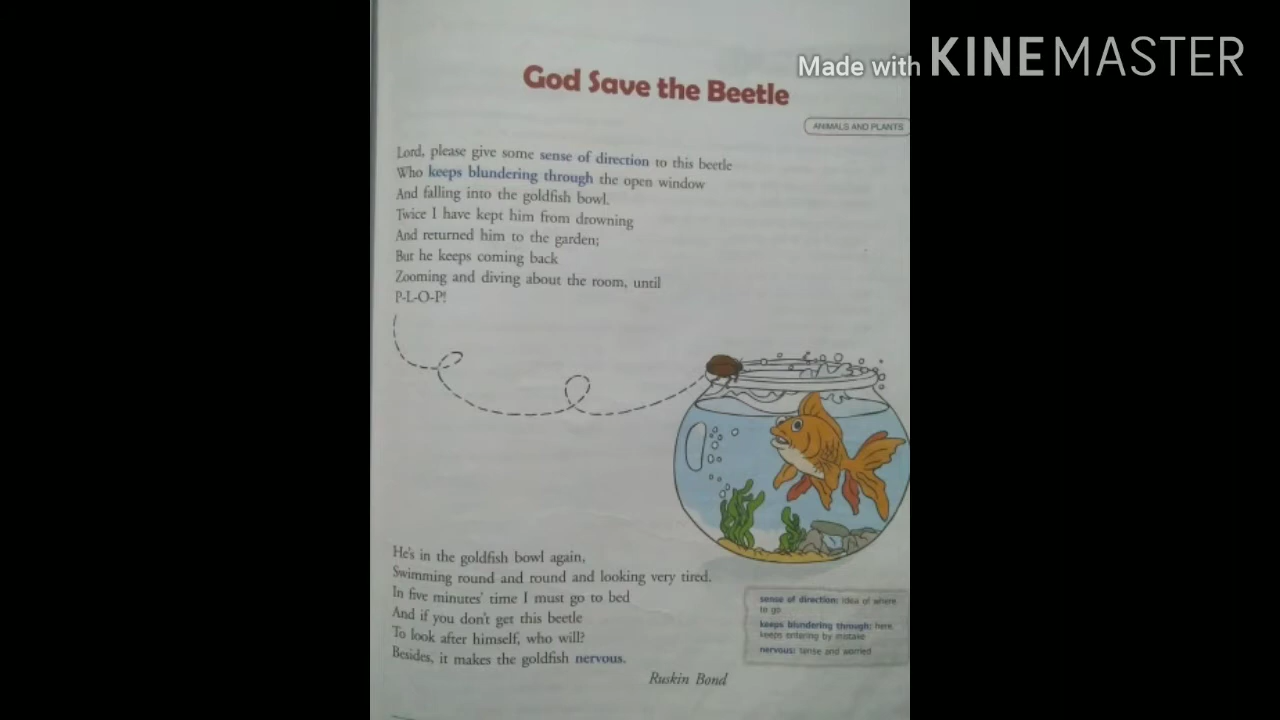 Made with KINEMASTER
God Save the Beetle
ANIMALS AND PLANTS
Lord, please give some sense of direction to this beetle
Who keeps blundering through the open window
And falling into the goldfish bowl.
Twice I have kept him from drowning
And returned him to the garden;
But he keeps coming back
Zooming and diving about the room, until
P-L-O-P!
He's in the goldfish bowl again,
Swimming round and round and looking very tired.
In five minutes' time I must go to bed
And if you don't get this beetle
To look after himself, who will?
Besides, it makes the goldfish nervous.
Ruskin Bond
sense of direction: idea of where
to go
keeps blundering through: here,
keeps entering by mistake
nervous: tense and worried